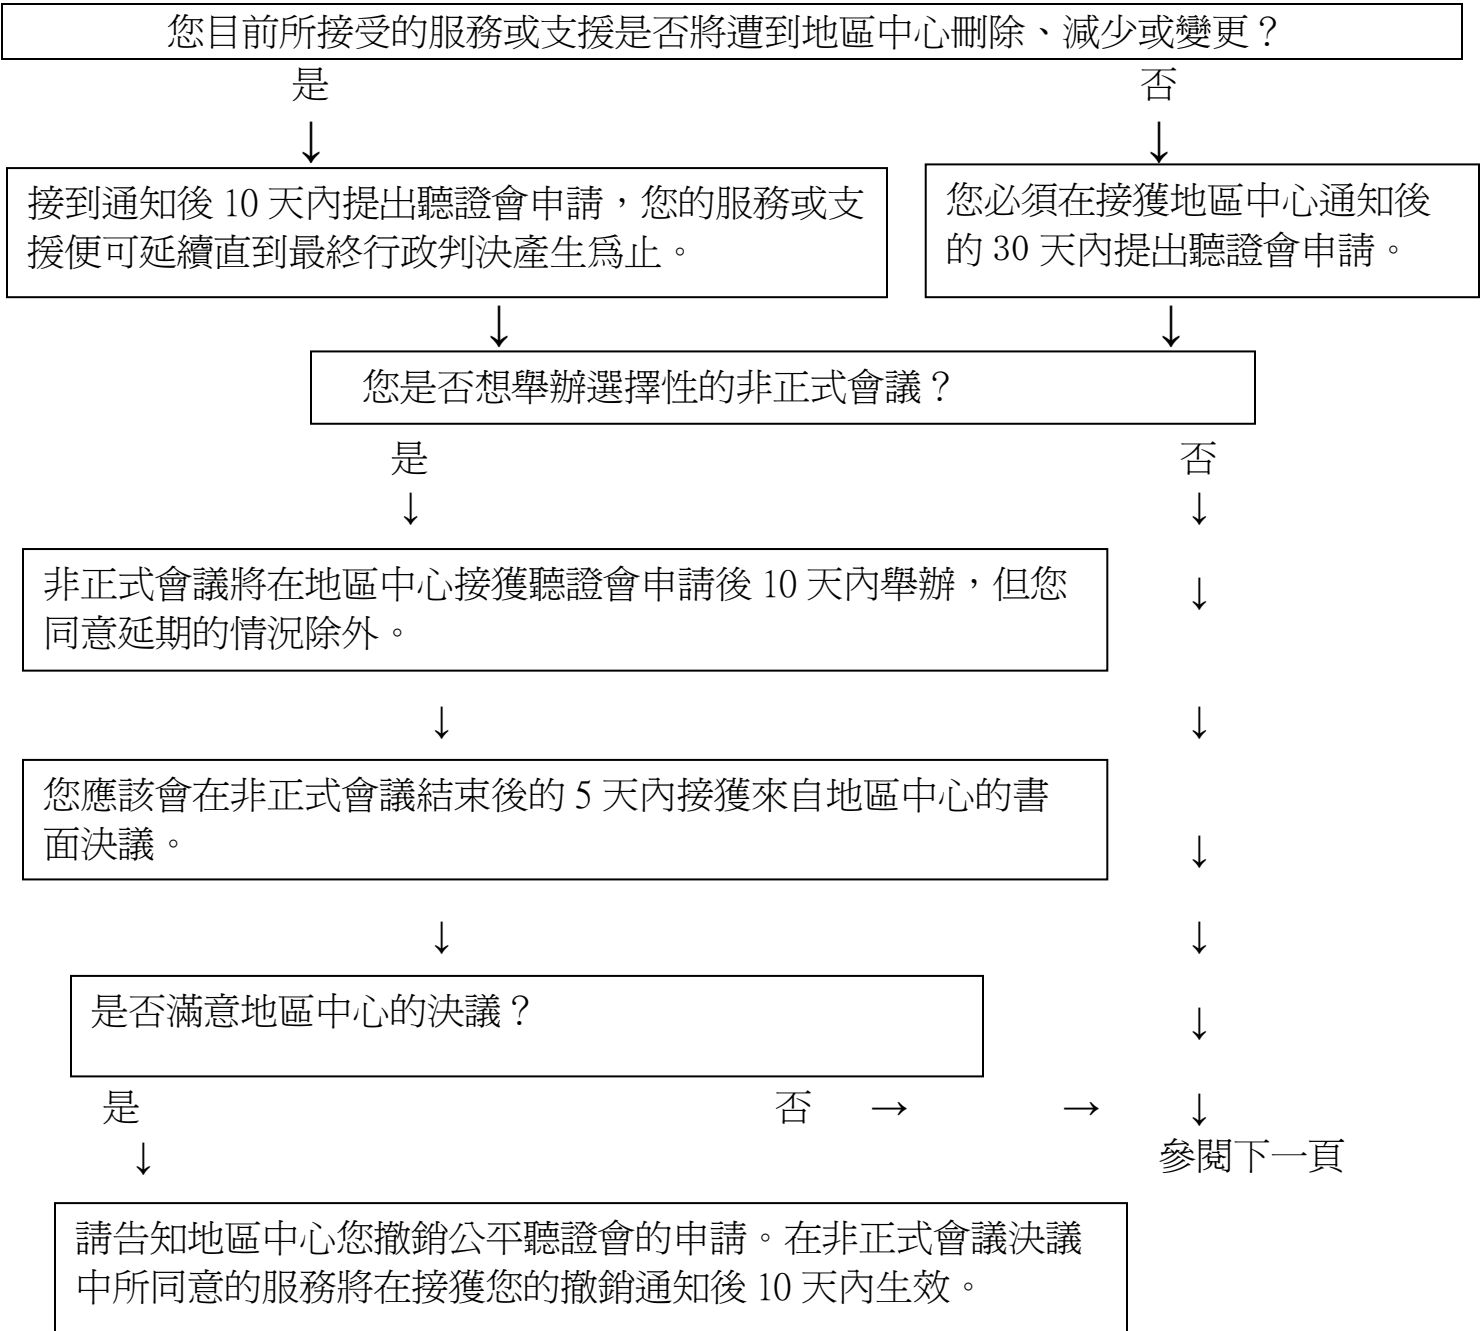 您目前所接受的服務或支援是否將遭到地區中心刪除、減少或變更？
是 否
↓ ↓
接到通知後 10 天內提出聽證會申請，您的服務或支
援便可延續直到最終行政判決產生為止。
您必須在接獲地區中心通知後
的 30 天內提出聽證會申請。
↓ ↓
您是否想舉辦選擇性的非正式會議？
是 否
↓ ↓
非正式會議將在地區中心接獲聽證會申請後 10 天內舉辦，但您
同意延期的情況除外。
↓
↓ ↓
您應該會在非正式會議結束後的 5 天內接獲來自地區中心的書
面決議。
↓
↓ ↓
是否滿意地區中心的決議？
↓
是 否 → → ↓
↓
參閱下一頁
請告知地區中心您撤銷公平聽證會的申請。在非正式會議決議
中所同意的服務將在接獲您的撤銷通知後 10 天內生效。